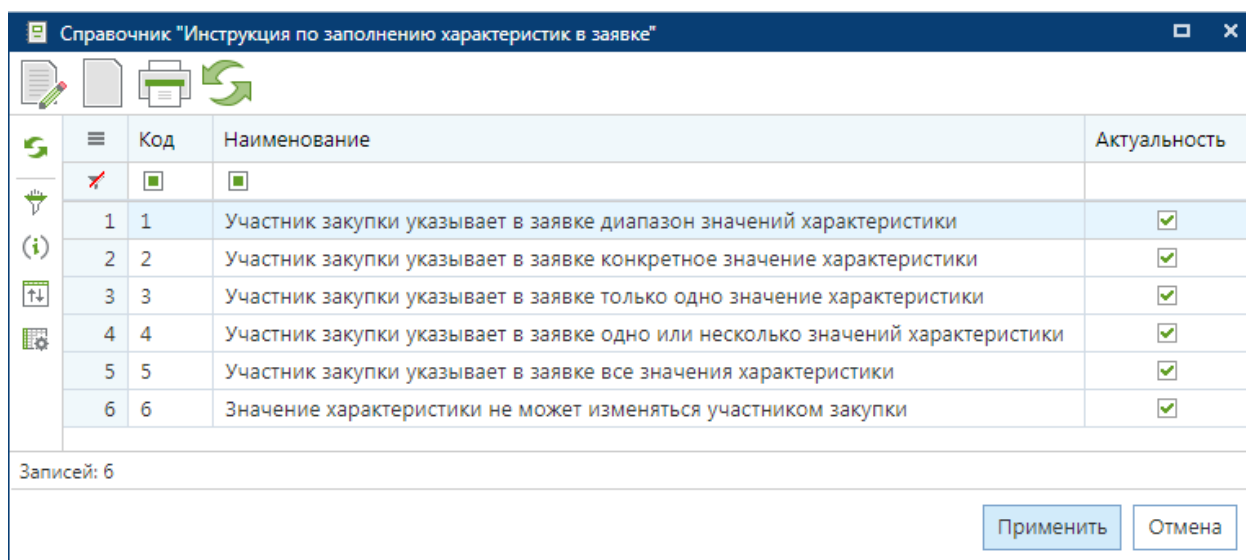 Справочник "Инструкция по заполнению характеристик в заявке"
Код Наименование Актуальность
1 1 Участник закупки указывает в заявке диапазон значений характеристики
2 2 Участник закупки указывает в заявке конкретное значение характеристики
3 3 Участник закупки указывает в заявке только одно значение характеристики
4 4 Участник закупки указывает в заявке одно или несколько значений характеристики
5 5 Участник закупки указывает в заявке все значения характеристики
6 6 Значение характеристики не может изменяться участником закупки
Записей: 6
Применить Отмена